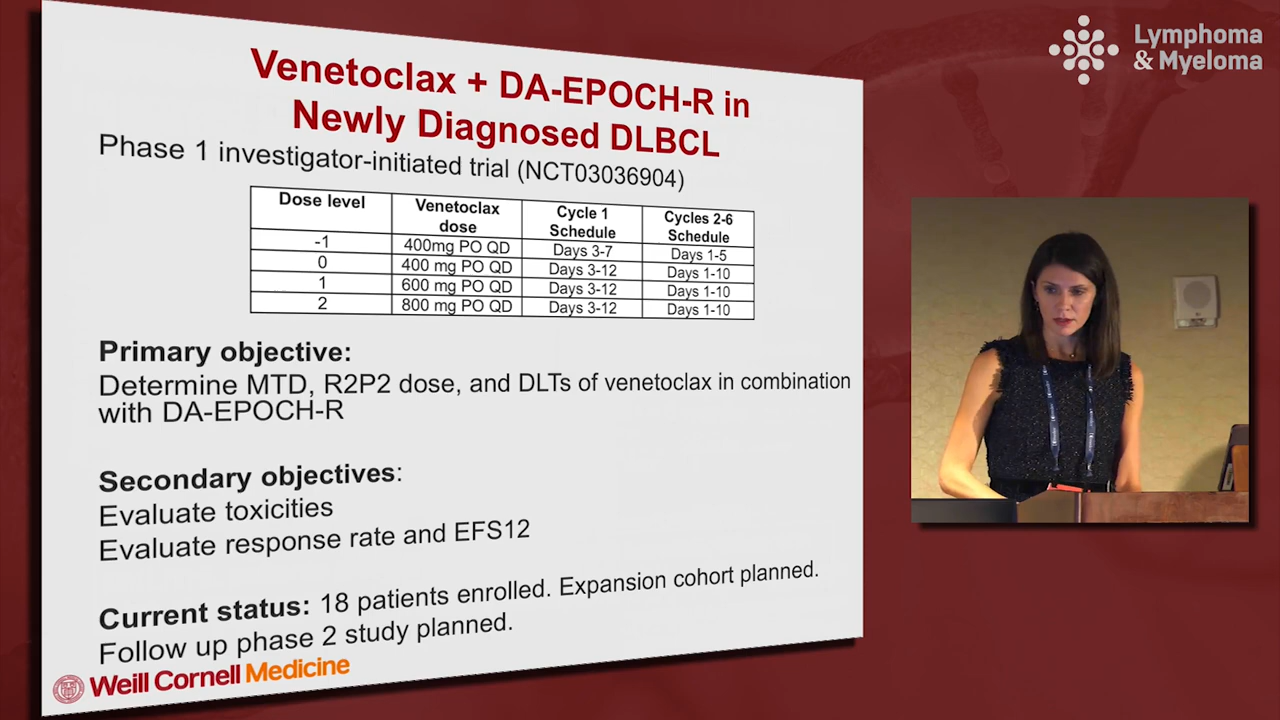 Lymphoma
& Myeloma
Venetoclax + DA-EPOCH-R in
Newly Diagnosed DLBCL
Phase 1 investigator-initiated trial (NCT03036904)
Dose level Venetoclax dose Cycle 1 Schedule Cycles 2-6 Schedule
-1 400mg PO QD Days 3-7 Days 1-5
0 400 mg PO QD Days 3-12 Days 1-10
1 600 mg PO QD Days 3-12 Days 1-10
2 800 mg PO QD Days 3-12 Days 1-10
Primary objective:
Determine MTD, R2P2 dose, and DLTs of venetoclax in combination
with DA-EPOCH-R
Secondary objectives:
Evaluate toxicities
Evaluate response rate and EFS12
Current status: 18 patients enrolled. Expansion cohort planned.
Follow up phase 2 study planned.
Weill Cornell Medicine